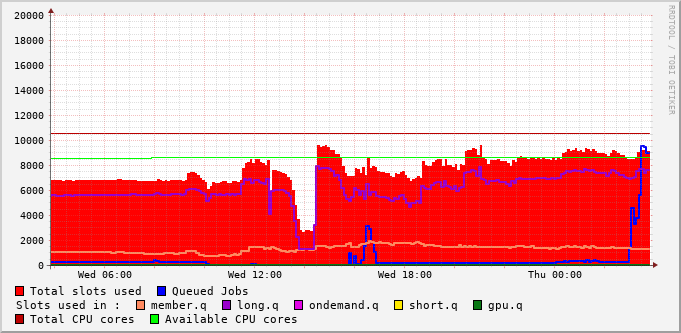 20000
18000
16000
14000
12000
10000
8000
6000
4000
2000
0
Wed 06:00 Wed 12:00 Wed 18:00 Thu 00:00
Total slots used Queued Jobs
Slots used in : member.q long.q ondemand.q short.q gpu.q
Total CPU cores Available CPU cores
RRDTOOL / TOBI OETIKER